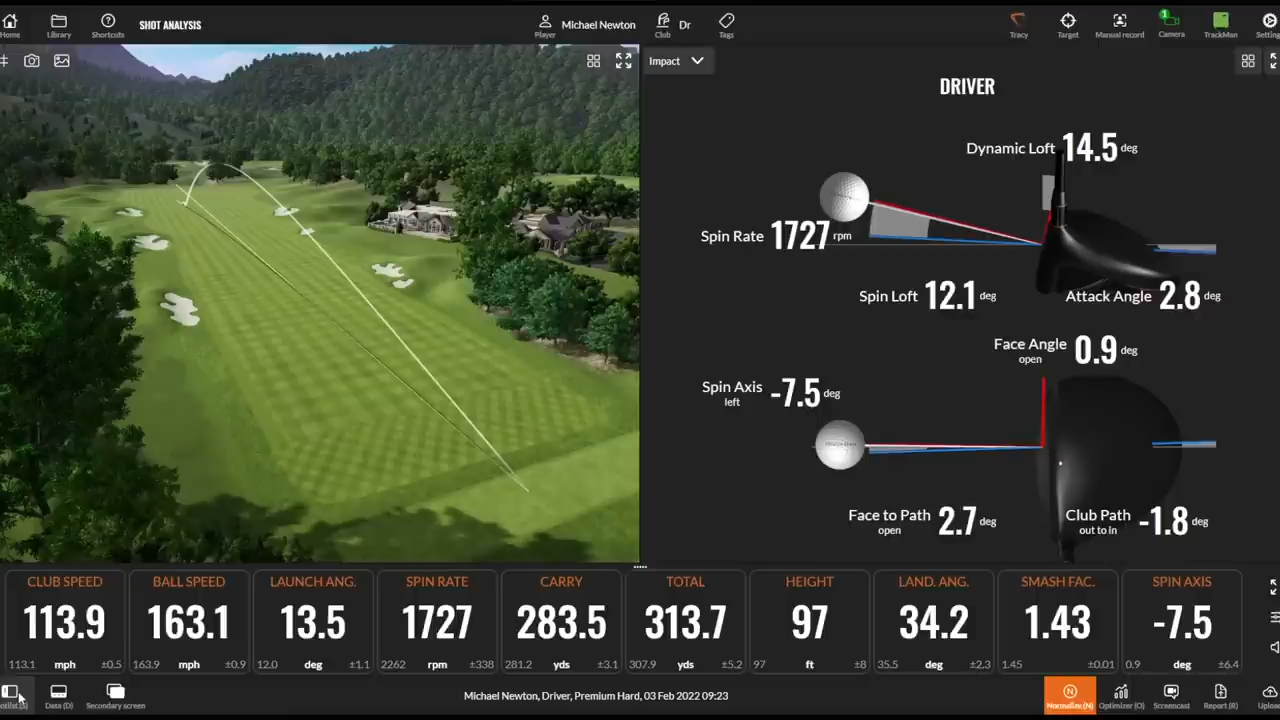 Home Library Shortcuts SHOT ANALYSIS Player Michael Newton Club Dr Tags Tracy Target Manual record 1 Camera TrackMan Setting
Impact
DRIVER
Dynamic Loft 14.5 deg
Spin Rate 1727 rpm
Spin Loft 12.1 deg
Attack Angle 2.8 deg
Face Angle open 0.9 deg
Spin Axis left -7.5 deg
Face to Path open 2.7 deg
Club Path out to in -1.8 deg
CLUB SPEED BALL SPEED LAUNCH ANG. SPIN RATE CARRY TOTAL HEIGHT LAND. ANG. SMASH FAC. SPIN AXIS
113.9 163.1 13.5 1727 283.5 313.7 97 34.2 1.43 -7.5
113.1 mph ±0.5 163.9 mph ±0.9 12.0 deg ±1.1 2262 rpm ±338 281.2 yds ±3.1 307.9 yds ±5.2 97 ft ±8 35.5 deg ±2.3 1.45 ±0.01 0.9 deg ±6.4
Data (D) Secondary screen Michael Newton, Driver, Premium Hard, 03 Feb 2022 09:23 N Normalize (N) Optimizer (O) Screencast Report (R) Uploa